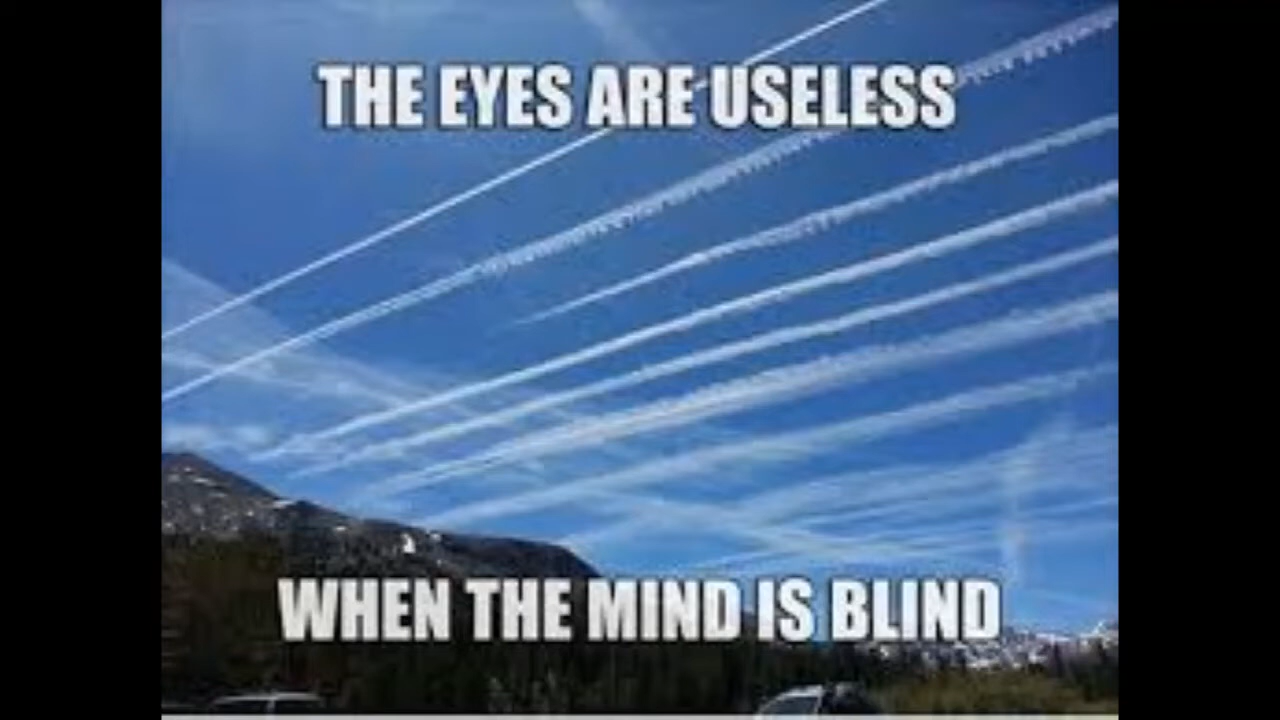 THE EYES ARE USELESS
WHEN THE MIND IS BLIND